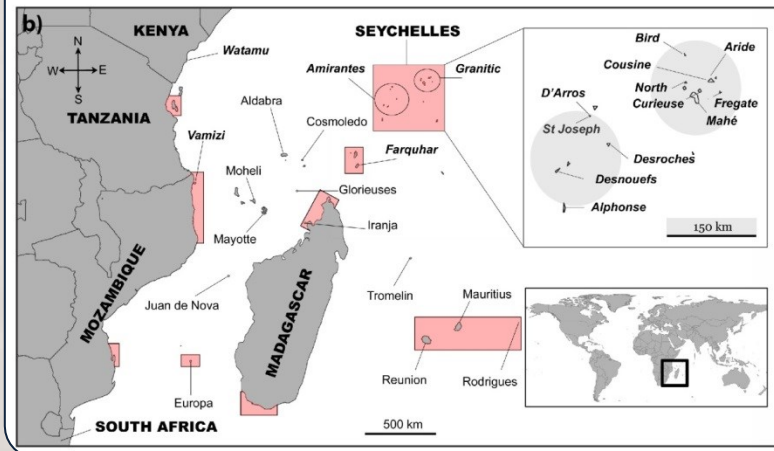 b)
KENYA
N
W E
S
Watamu
TANZANIA
Vamizi
SEYCHELLES
Amirantes
Granitic
Aldabra
Cosmoledo
Farquhar
Moheli
Glorieuses
Mayotte
Iranja
Juan de Nova
MOZAMBIQUE
MADAGASCAR
Tromelin
Mauritius
Reunion
Rodrigues
Europa
SOUTH AFRICA
500 km
Bird
Aride
Cousine
North
Curieuse
Fregate
Mahé
D'Arros
St Joseph
Desroches
Desnouefs
Alphonse
150 km